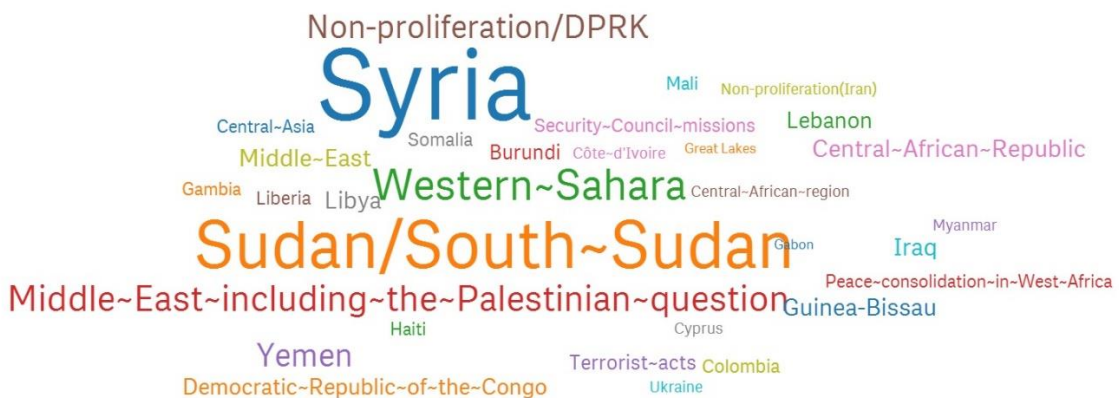 Non-proliferation/DPRK
Syria
Mali
Non-proliferation(Iran)
Central~Asia
Somalia
Security~Council~missions
Lebanon
Middle~East
Burundi
Côte~d'Ivoire
Great Lakes
Central~African~Republic
Gambia
Liberia
Libya
Western~Sahara
Central~African~region
Sudan/South~Sudan
Gabon
Myanmar
Iraq
Peace~consolidation~in~West~Africa
Middle~East~including~the~Palestinian~question
Guinea-Bissau
Haiti
Cyprus
Yemen
Terrorist~acts
Colombia
Democratic~Republic~of~the~Congo
Ukraine